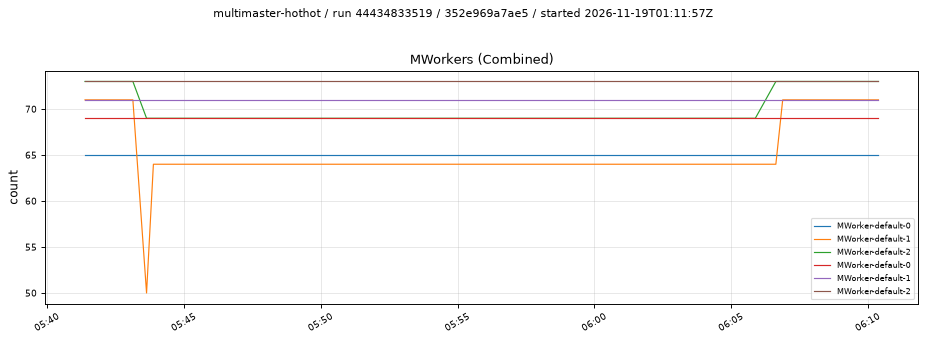 multimaster-hothot / run 44434833519 / 352e969a7ae5 / started 2026-11-19T01:11:57Z
MWorkers (Combined)
count
70
65
60
55
50
05:40
05:45
05:50
05:55
06:00
06:05
06:10
MWorker-default-0
MWorker-default-1
MWorker-default-2
MWorker-default-0
MWorker-default-1
MWorker-default-2